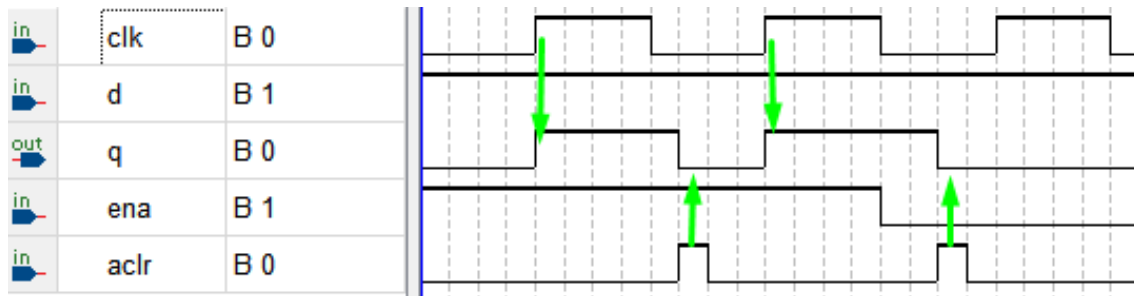 in clk B 0
in d B 1
out q B 0
in ena B 1
in aclr B 0